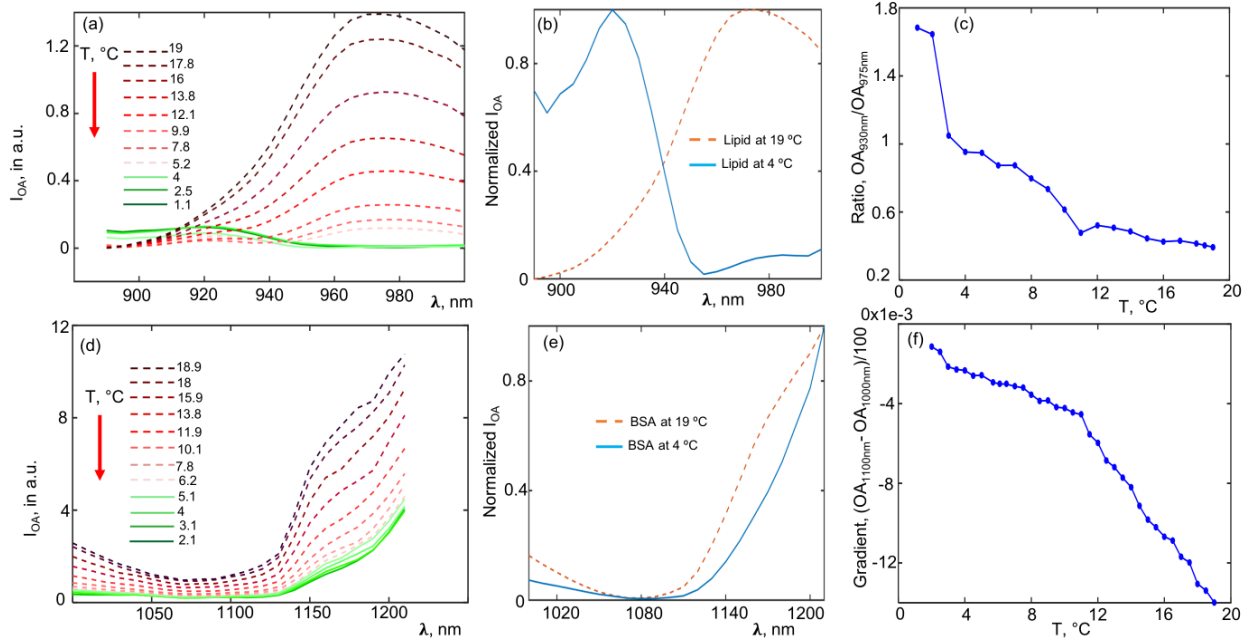 (a)
T, °C
19
17.8
16
13.8
12.1
9.9
7.8
5.2
4
2.5
1.1
I_OA, in a.u.
1.2
0.8
0.4
0
900
920
940
960
980
λ, nm
(b)
Normalized I_OA
0.8
0.4
0
Lipid at 19 ºC
Lipid at 4 ºC
900
940
980
λ, nm
(c)
Ratio, OA_930nm/OA_975nm
1.8
1.4
1
0.6
0.2
0
4
8
12
16
20
T, °C
(d)
T, °C
18.9
18
15.9
13.8
11.9
10.1
7.8
6.2
5.1
4
3.1
2.1
I_OA, in a.u.
12
8
4
0
1050
1100
1150
1200
λ, nm
(e)
Normalized I_OA
0.8
0.4
0
BSA at 19 ºC
BSA at 4 ºC
1020
1080
1140
1200
λ, nm
0x1e-3
(f)
Gradient, (OA_1100nm- OA_1000nm)/100
-4
-8
-12
0
4
8
12
16
20
T, °C